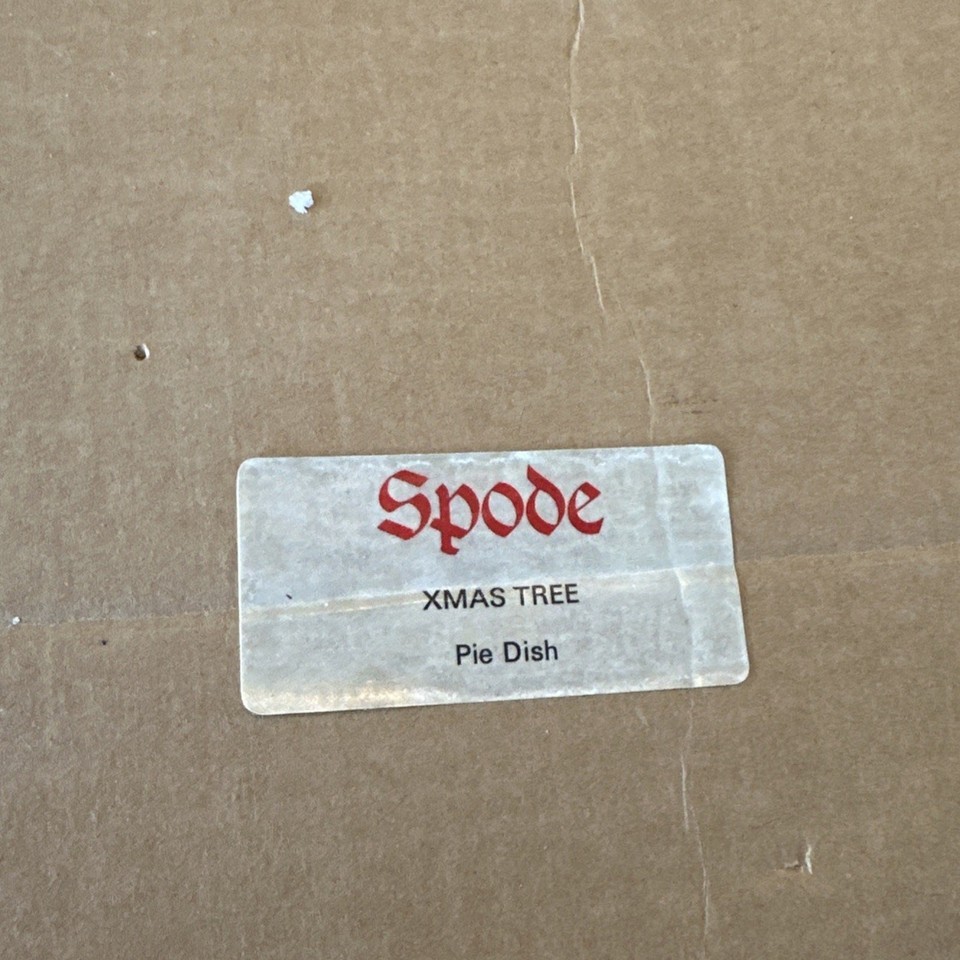 Spode
XMAS TREE
Pie Dish